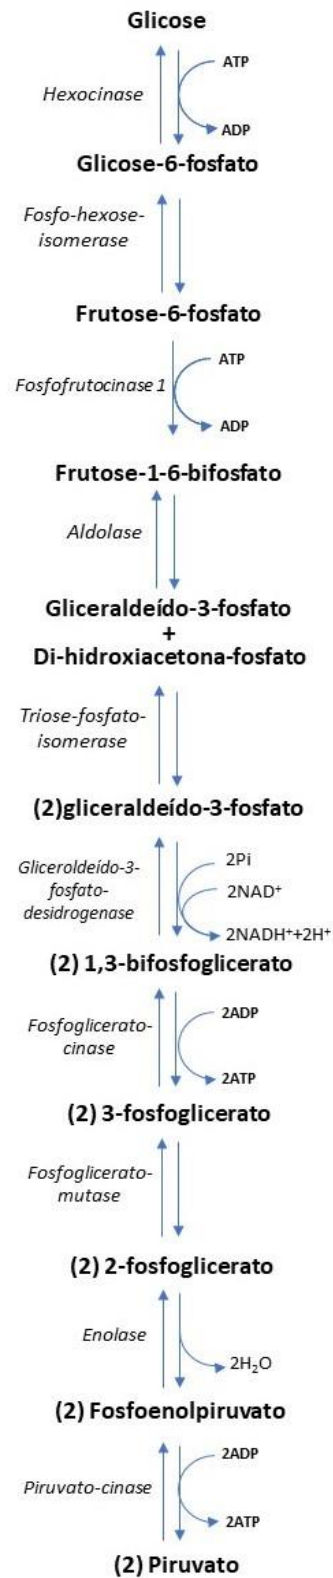 Glicose
ATP
Hexocinase
ADP
Glicose-6-fosfato
Fosfo-hexose-
isomerase
Frutose-6-fosfato
ATP
Fosfofrutocinase 1
ADP
Frutose-1-6-bifosfato
Aldolase
Gliceraldeído-3-fosfato
+
Di-hidroxiacetona-fosfato
Triose-fosfato-
isomerase
(2)gliceraldeído-3-fosfato
2Pi
Gliceroldeído-3-
fosfato-
desidrogenase
2NAD⁺
2NADH⁺+2H⁺
(2) 1,3-bifosfoglicerato
2ADP
Fosfoglicerato-
cinase
2ATP
(2) 3-fosfoglicerato
Fosfoglicerato-
mutase
(2) 2-fosfoglicerato
Enolase
2H₂O
(2) Fosfoenolpiruvato
2ADP
Piruvato-cinase
2ATP
(2) Piruvato